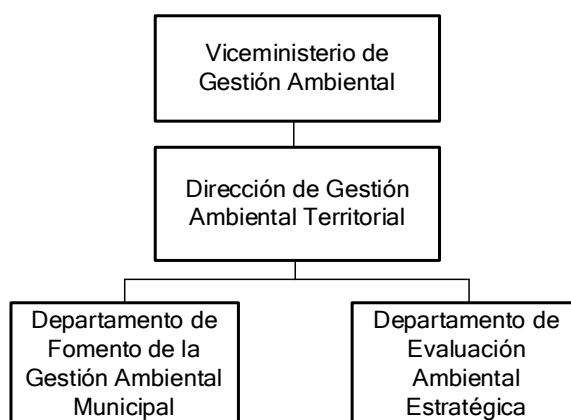 Viceministerio de
Gestión Ambiental
Dirección de Gestión
Ambiental Territorial
Departamento de
Fomento de la
Gestión Ambiental
Municipal
Departamento de
Evaluación
Ambiental
Estratégica